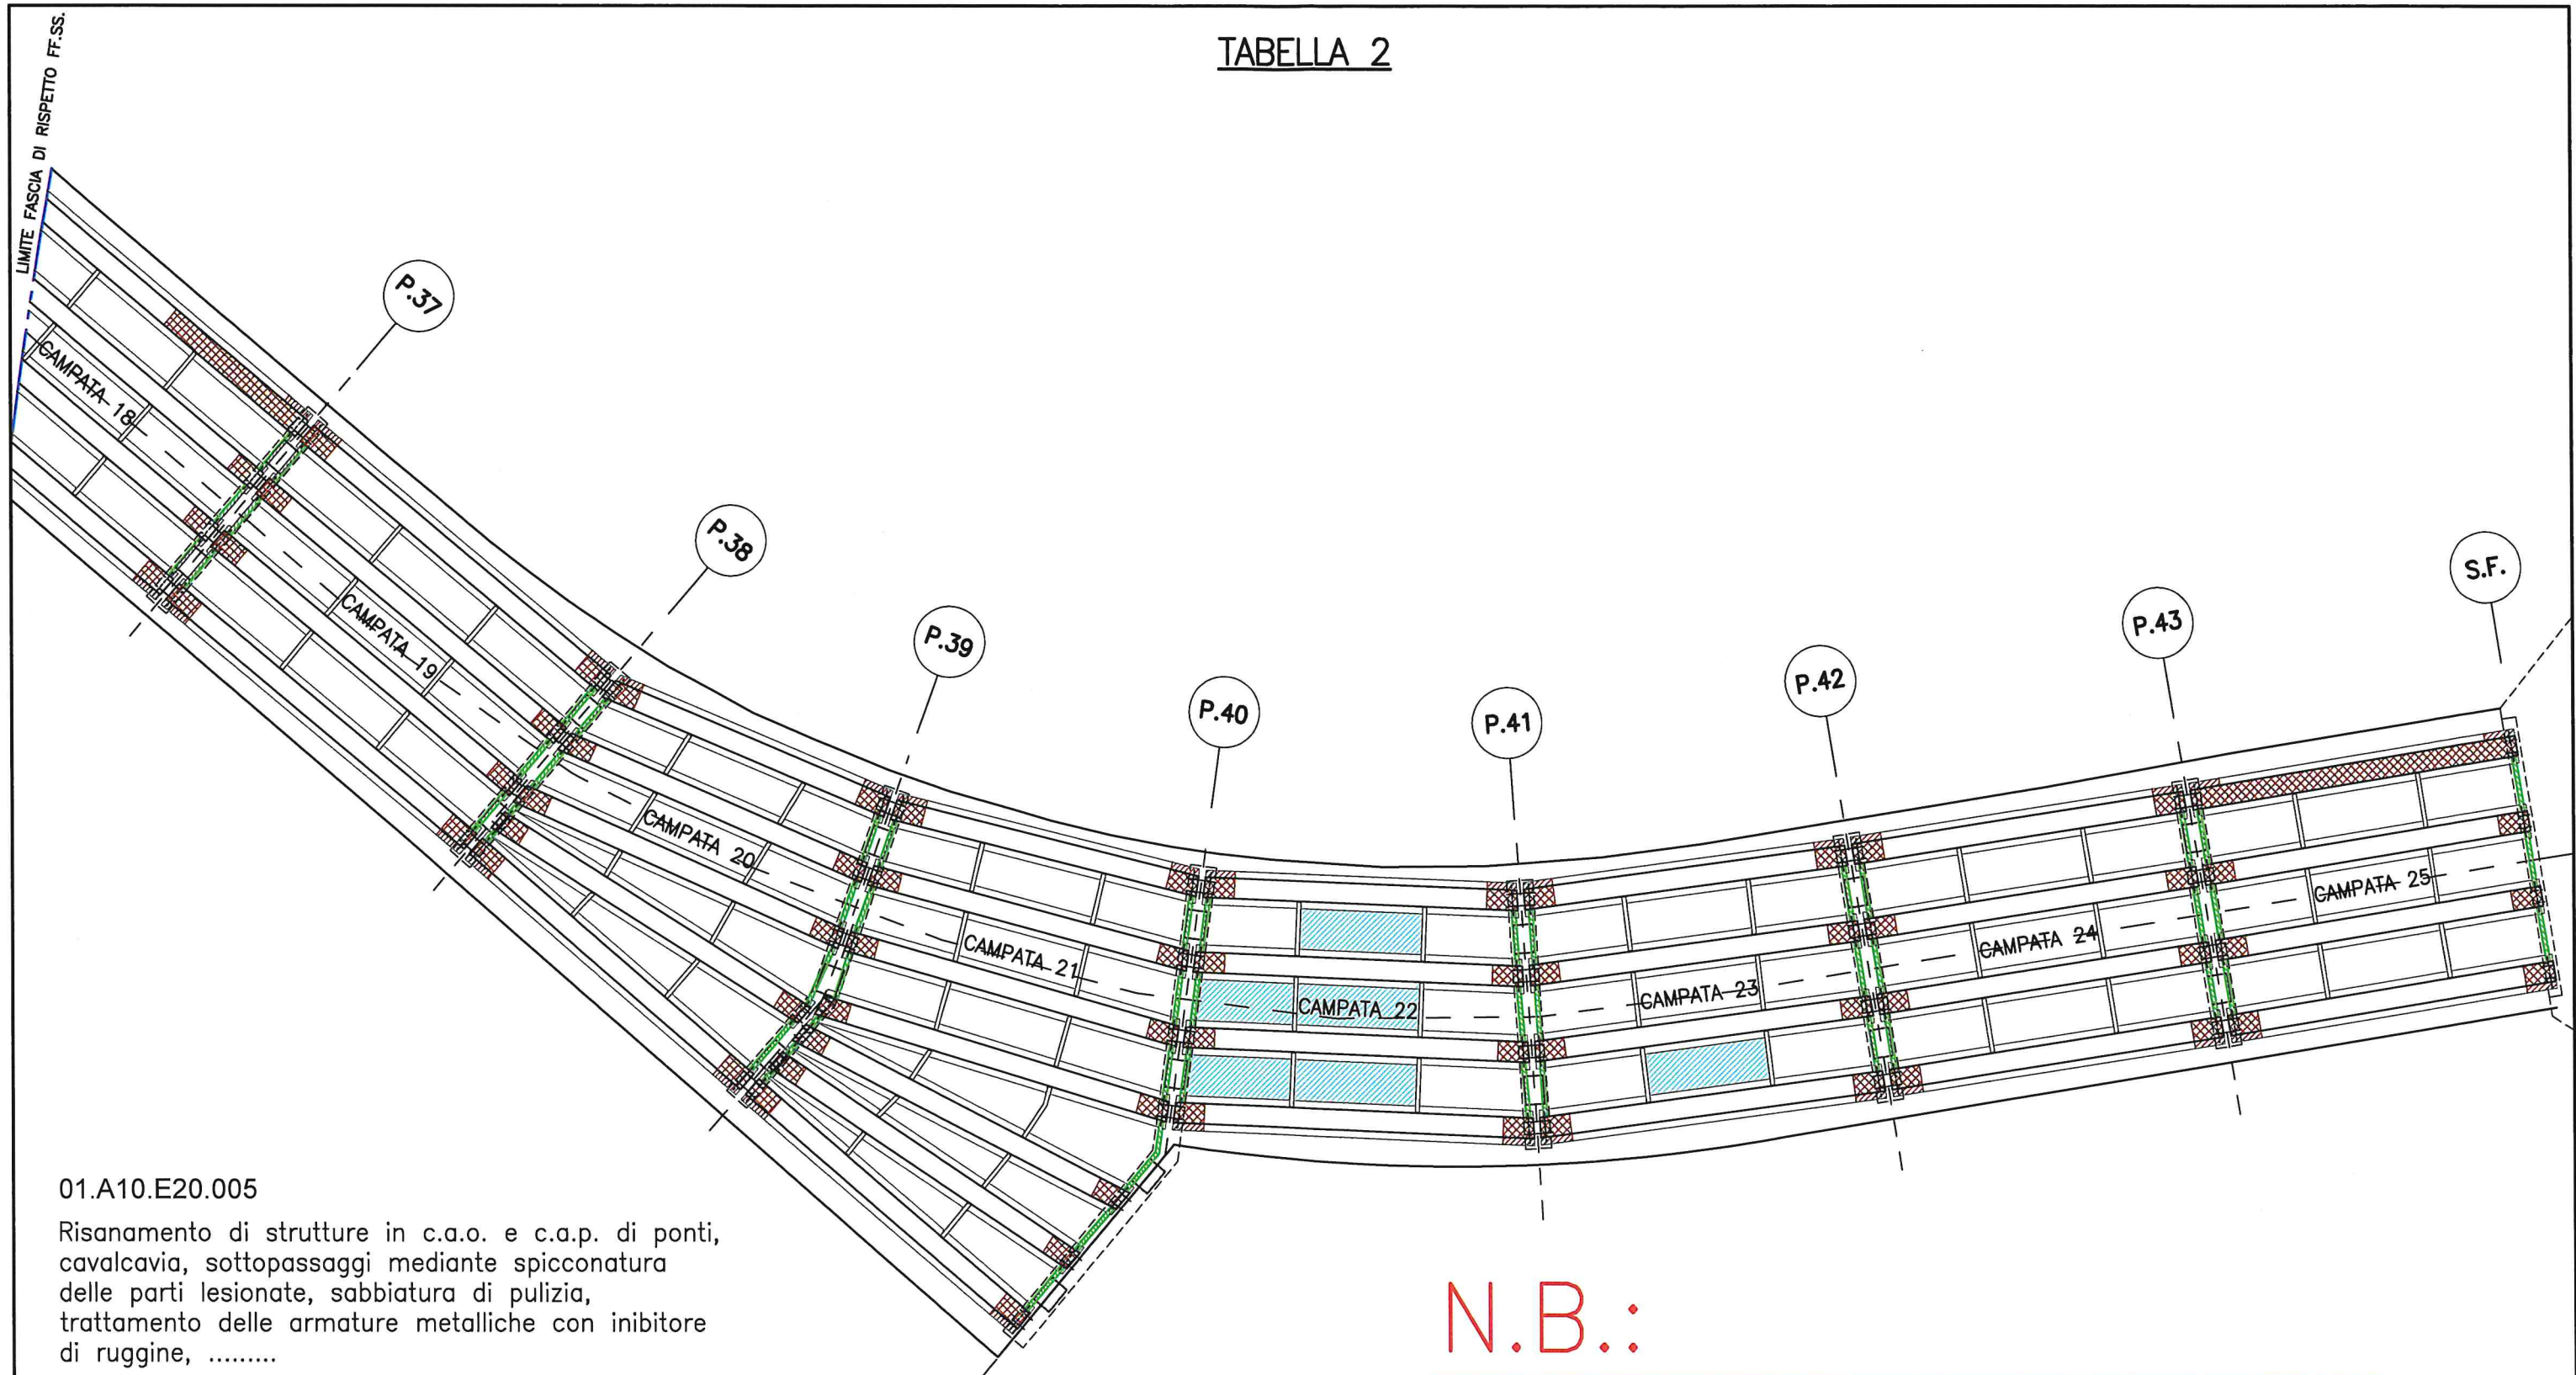 TABELLA 2
LIMITE FASCIA DI RISPETTO FF.SS.
P.37
P.38
P.39
P.40
P.41
P.42
P.43
S.F.
CAMPATA 18
CAMPATA 19
CAMPATA 20
CAMPATA 21
CAMPATA 22
CAMPATA 23
CAMPATA 24
CAMPATA 25
01.A10.E20.005
Risanamento di strutture in c.a.o. e c.a.p. di ponti,
cavalcavia, sottopassaggi mediante spicconatura
delle parti lesionate, sabbiatura di pulizia,
trattamento delle armature metalliche con inibitore
di ruggine, .........
N.B.: